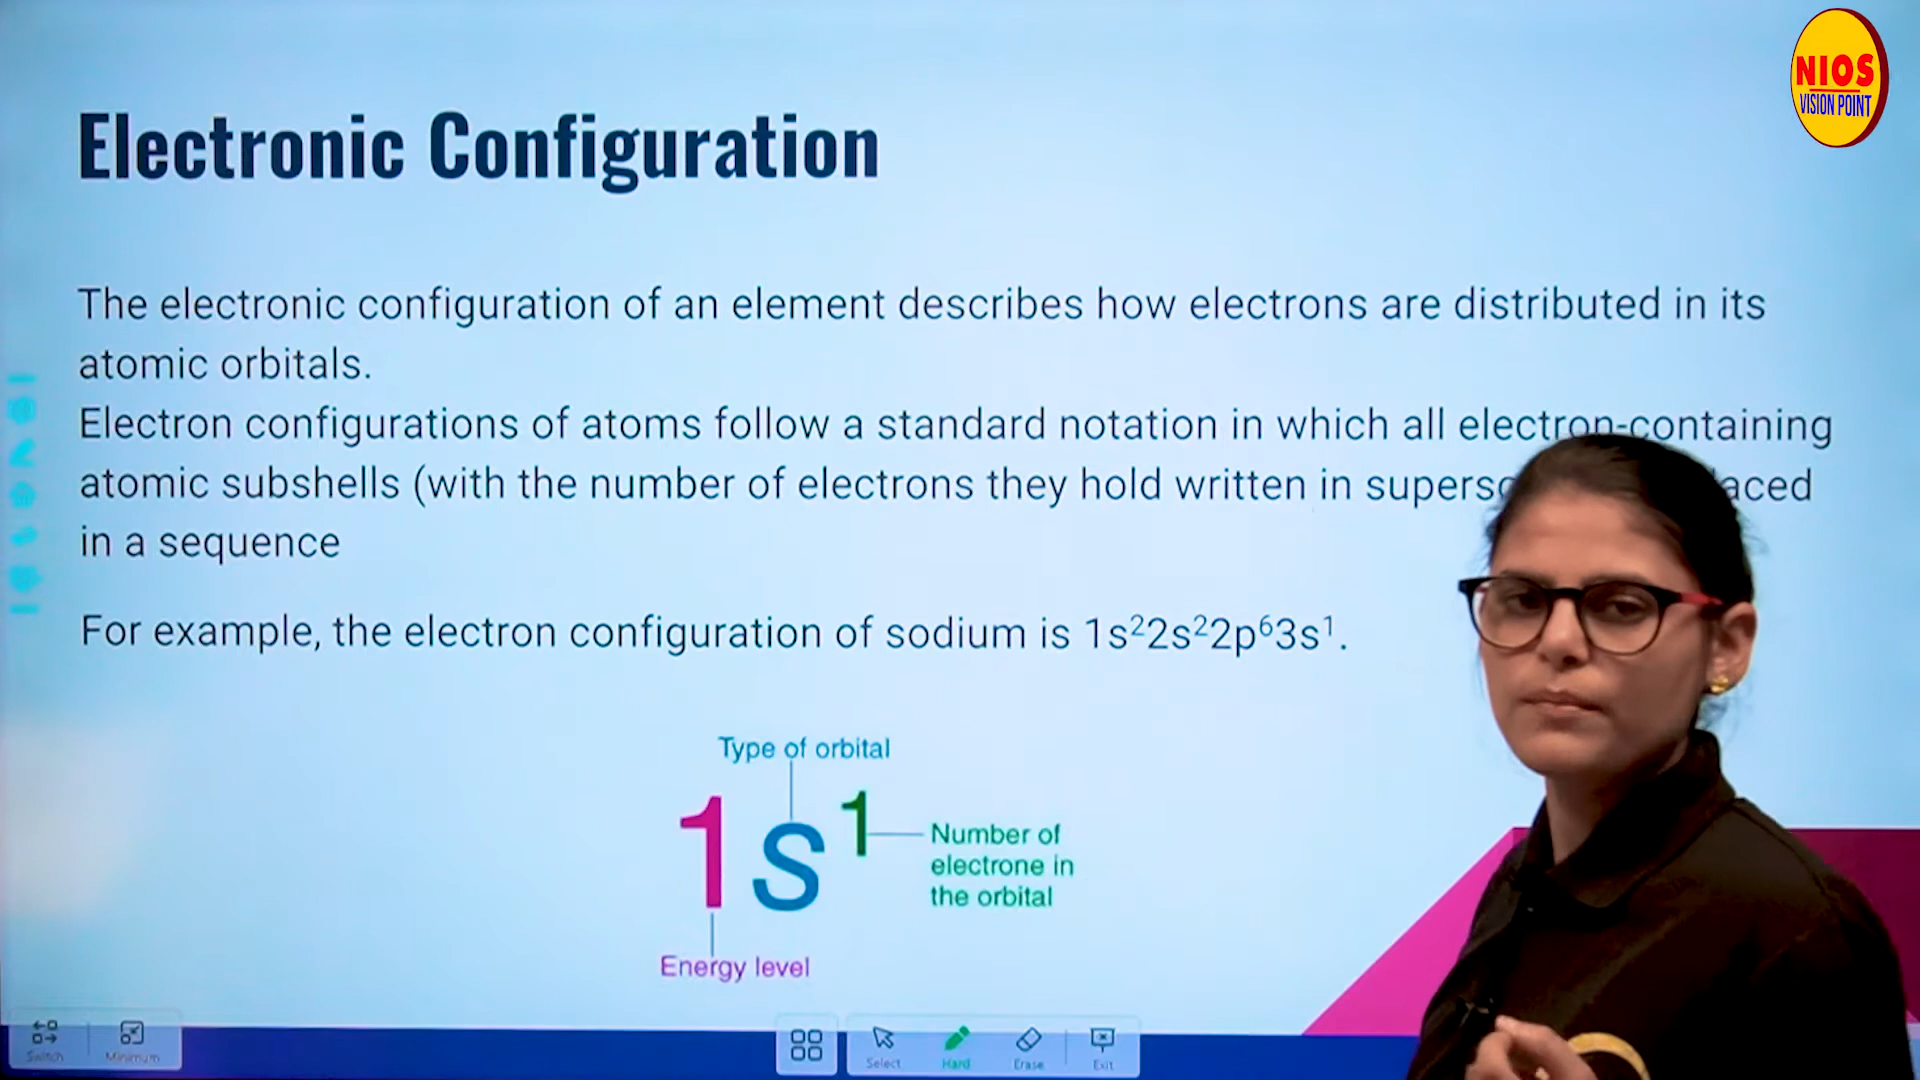 NIOS
VISION POINT
Electronic Configuration
The electronic configuration of an element describes how electrons are distributed in its
atomic orbitals.
Electron configurations of atoms follow a standard notation in which all electron-containing
atomic subshells (with the number of electrons they hold written in
in a sequence
For example, the electron configuration of sodium is 1s²2s²2p⁶3s¹.
Type of orbital
1s¹
Number of
electrone in
the orbital
Energy level
Switch
Minimum
Select
Hard
Erase
Exit